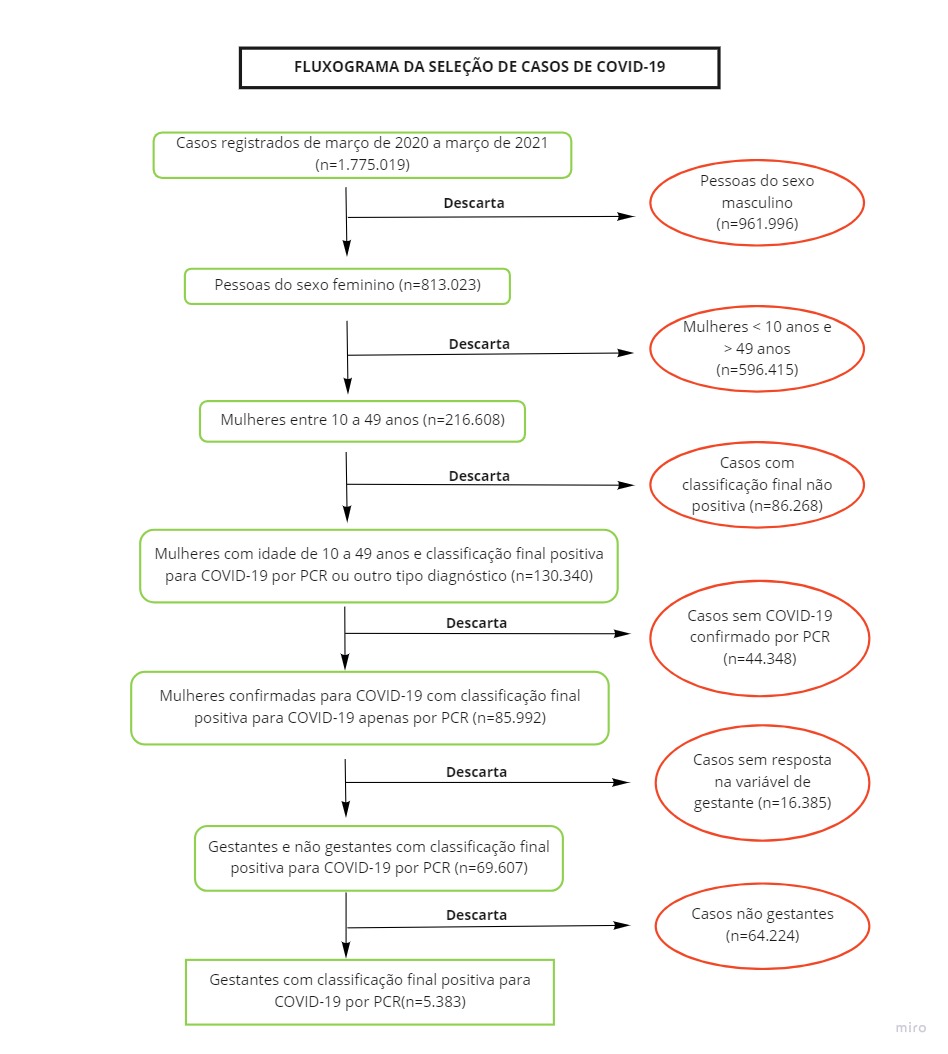 FLUXOGRAMA DA SELEÇÃO DE CASOS DE COVID-19
Casos registrados de março de 2020 a março de 2021
(n=1.775.019)
Descarta
Pessoas do sexo
masculino
(n=961.996)
Pessoas do sexo feminino (n=813.023)
Descarta
Mulheres < 10 anos e
> 49 anos
(n=596.415)
Mulheres entre 10 a 49 anos (n=216.608)
Descarta
Casos com
classificação final não
positiva (n=86.268)
Mulheres com idade de 10 a 49 anos e classificação final positiva
para COVID-19 por PCR ou outro tipo diagnóstico (n=130.340)
Descarta
Casos sem COVID-19
confirmado por PCR
(n=44.348)
Mulheres confirmadas para COVID-19 com classificação final
positiva para COVID-19 apenas por PCR (n=85.992)
Descarta
Casos sem resposta
na variável de
gestante (n=16.385)
Gestantes e não gestantes com classificação final
positiva para COVID-19 por PCR (n=69.607)
Descarta
Casos não gestantes
(n=64.224)
Gestantes com classificação final positiva para
COVID-19 por PCR(n=5.383)
miro